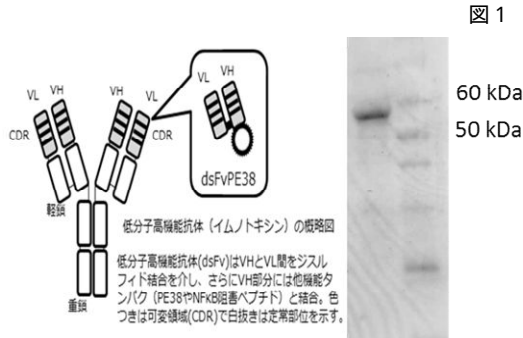 図 1
VL VH VH VL
VL VH
CDR CDR
dsFvPE38
軽鎖
重鎖
低分子高機能抗体（イムノトキシン）の概略図
低分子高機能抗体(dsFv)はVHとVL間をジスル
フィド結合を介し、さらにVH部分には他機能タ
ンパク（PE38やNFκB阻害ペプチド）と結合。色
つきは可変領域(CDR)で白抜きは定常部位を示す。
60 kDa
50 kDa